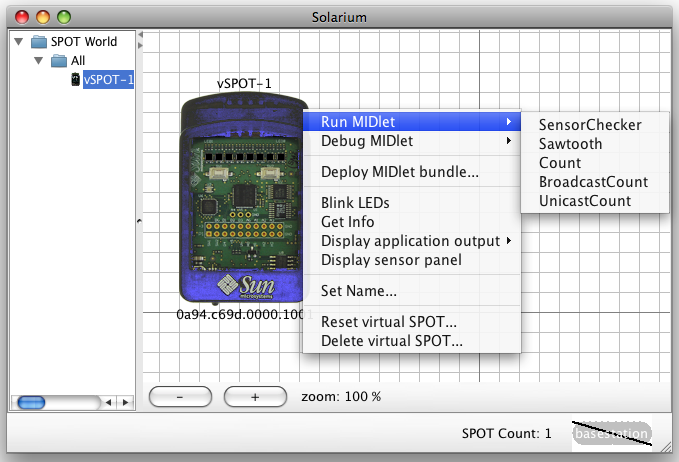 Solarium
SPOT World
All
vSPOT-1
vSPOT-1
Sun
microsystems
0a94.c69d.0000.1001
Run MIDlet
Debug MIDlet
Deploy MIDlet bundle...
Blink LEDs
Get Info
Display application output
Display sensor panel
Set Name...
Reset virtual SPOT...
Delete virtual SPOT...
SensorChecker
Sawtooth
Count
BroadcastCount
UnicastCount
-
+
zoom: 100 %
SPOT Count: 1
basestation